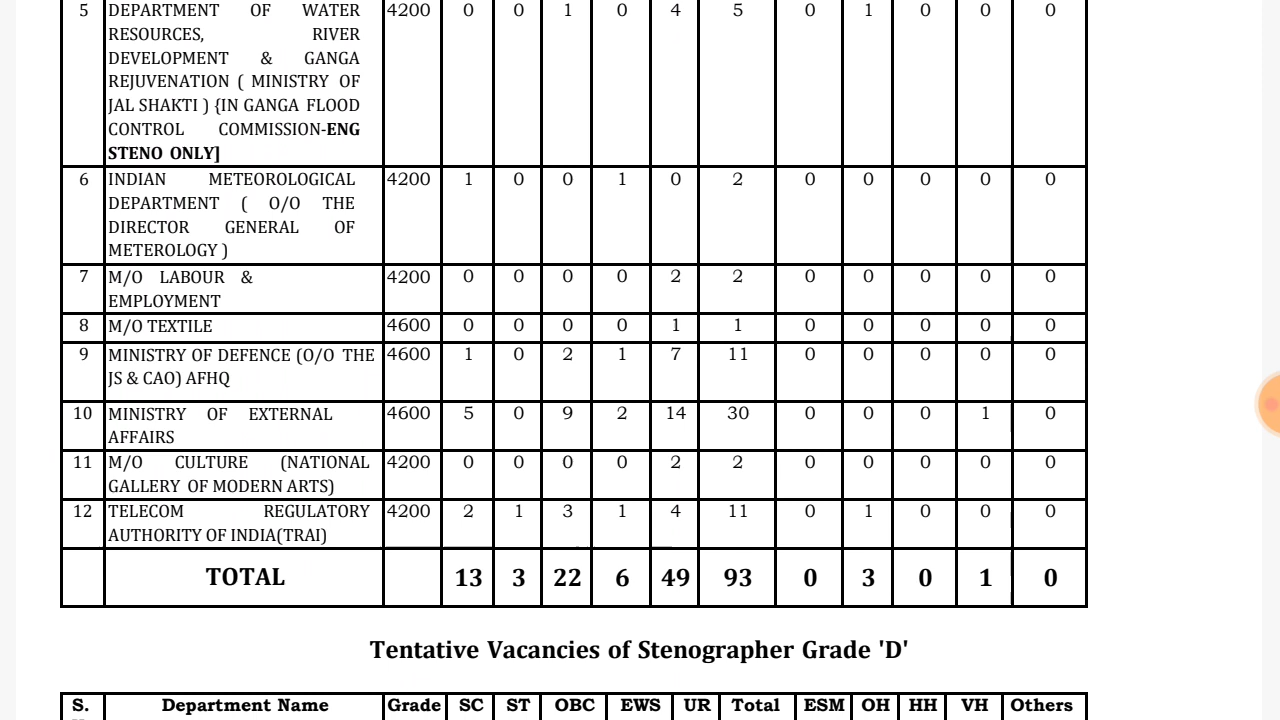 5 DEPARTMENT OF WATER 4200 0 0 1 0 4 5 0 1 0 0 0
RESOURCES, RIVER
DEVELOPMENT & GANGA
REJUVENATION ( MINISTRY OF
JAL SHAKTI ) {IN GANGA FLOOD
CONTROL COMMISSION-ENG
STENO ONLY]
6 INDIAN METEOROLOGICAL 4200 1 0 0 1 0 2 0 0 0 0 0
DEPARTMENT ( O/O THE
DIRECTOR GENERAL OF
METEROLOGY )
7 M/O LABOUR & 4200 0 0 0 0 2 2 0 0 0 0 0
EMPLOYMENT
8 M/O TEXTILE 4600 0 0 0 0 1 1 0 0 0 0 0
9 MINISTRY OF DEFENCE (O/O THE 4600 1 0 2 1 7 11 0 0 0 0 0
JS & CAO) AFHQ
10 MINISTRY OF EXTERNAL 4600 5 0 9 2 14 30 0 0 0 1 0
AFFAIRS
11 M/O CULTURE (NATIONAL 4200 0 0 0 0 2 2 0 0 0 0 0
GALLERY OF MODERN ARTS)
12 TELECOM REGULATORY 4200 2 1 3 1 4 11 0 1 0 0 0
AUTHORITY OF INDIA(TRAI)
TOTAL 13 3 22 6 49 93 0 3 0 1 0
Tentative Vacancies of Stenographer Grade 'D'
S. Department Name Grade SC ST OBC EWS UR Total ESM OH HH VH Others